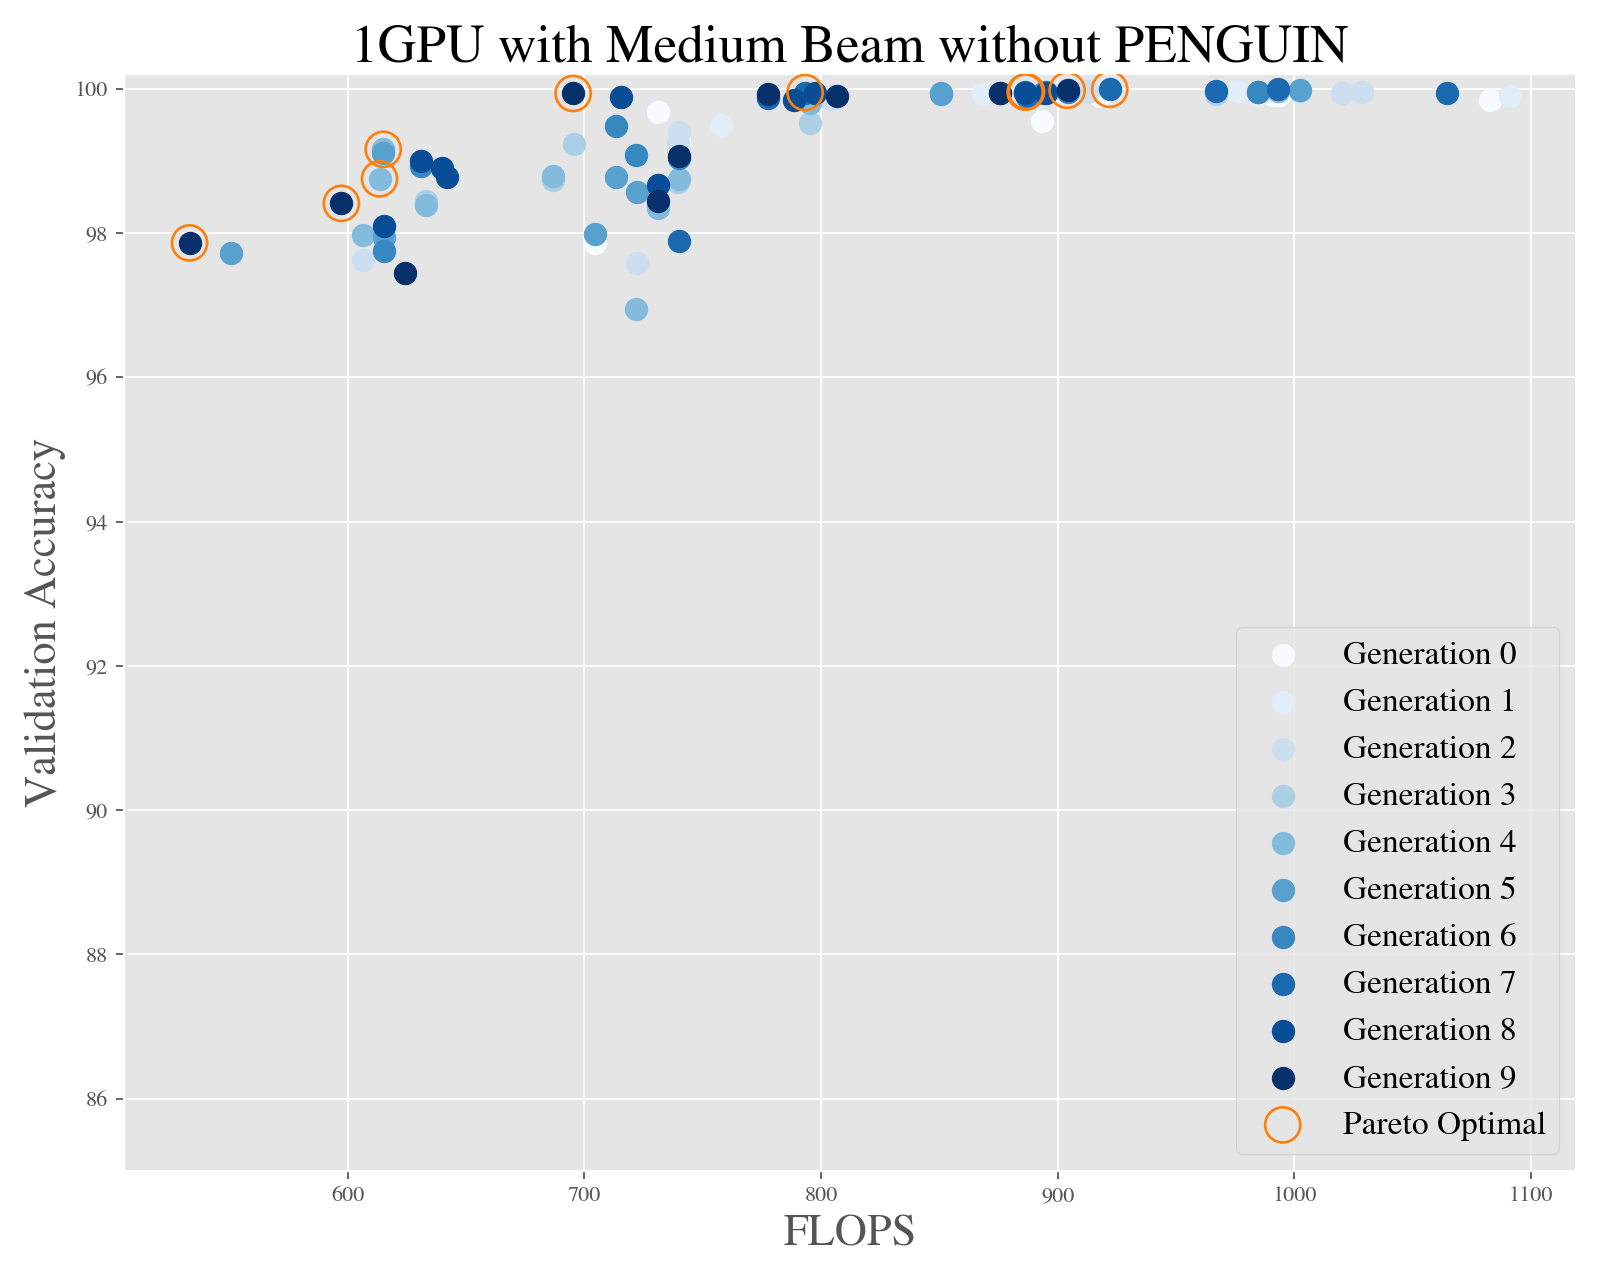 1GPU with Medium Beam without PENGUIN
Validation Accuracy
100
98
96
94
92
90
88
86
600
700
800
900
1000
1100
FLOPS
Generation 0
Generation 1
Generation 2
Generation 3
Generation 4
Generation 5
Generation 6
Generation 7
Generation 8
Generation 9
Pareto Optimal